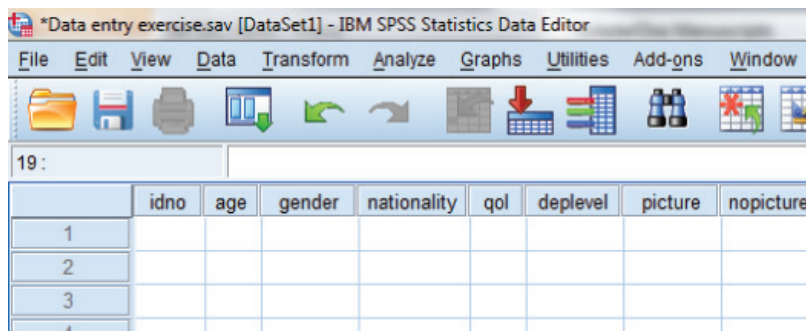 *Data entry exercise.sav [DataSet1] - IBM SPSS Statistics Data Editor
File Edit View Data Transform Analyze Graphs Utilities Add-ons Window
19 :
idno age gender nationality qol deplevel picture nopicture
1
2
3
4